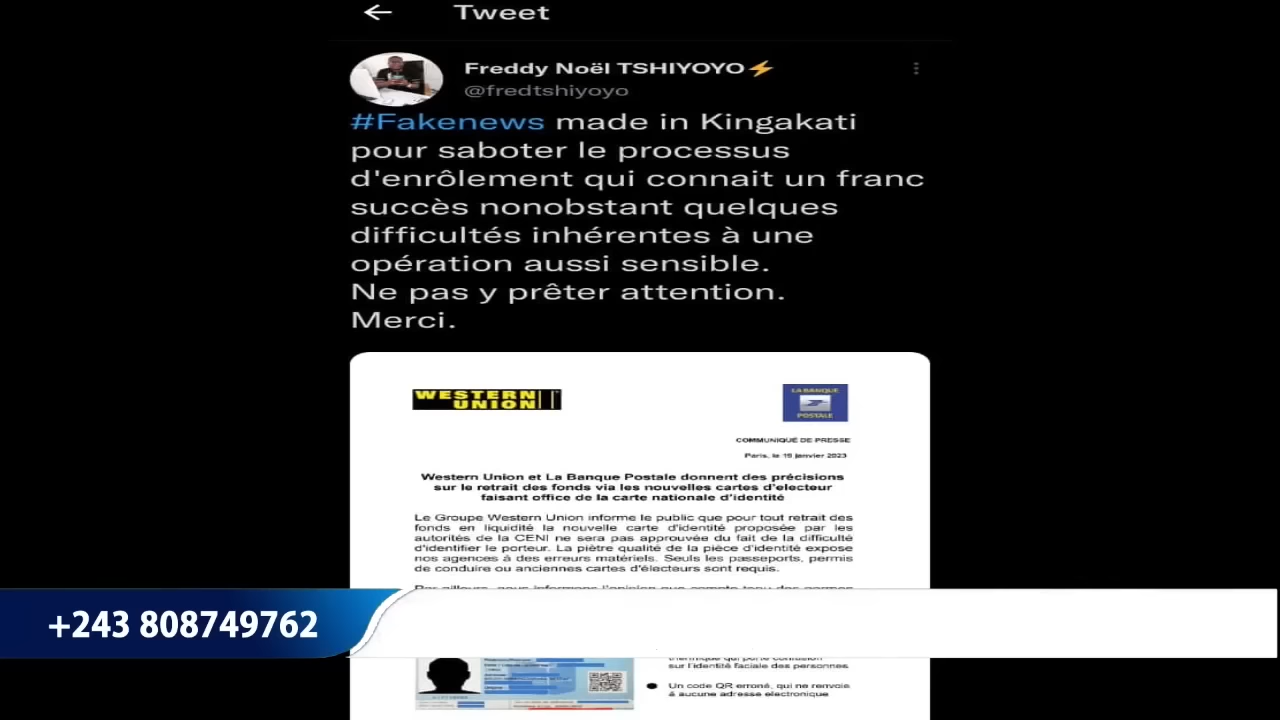 Tweet
Freddy Noël TSHIYOYO⚡
@fredtshiyoyo
#Fakenews made in Kingakati
pour saboter le processus
d'enrôlement qui connait un franc
succès nonobstant quelques
difficultés inhérentes à une
opération aussi sensible.
Ne pas y prêter attention.
Merci.
WESTERN
UNION
LA BANQUE
POSTALE
COMMUNIQUÉ DE PRESSE
Paris, le 19 janvier 2023
Western Union et La Banque Postale donnent des précisions
sur le retrait des fonds via les nouvelles cartes d'electeur
faisant office de la carte nationale d'identité
Le Groupe Western Union informe le public que pour tout retrait des
fonds en liquidité la nouvelle carte d'identité proposée par les
autorités de la CENI ne sera pas approuvée du fait de la difficulté
d'identifier le porteur. La piètre qualité de la pièce d'identité expose
nos agences à des erreurs matériels. Seuls les passeports, permis
de conduire ou anciennes cartes d'électeurs sont requis.
+243 808749762
sur l'identité faciale des personnes
Un code QR erroné, qui ne renvoie
à aucune adresse electronique